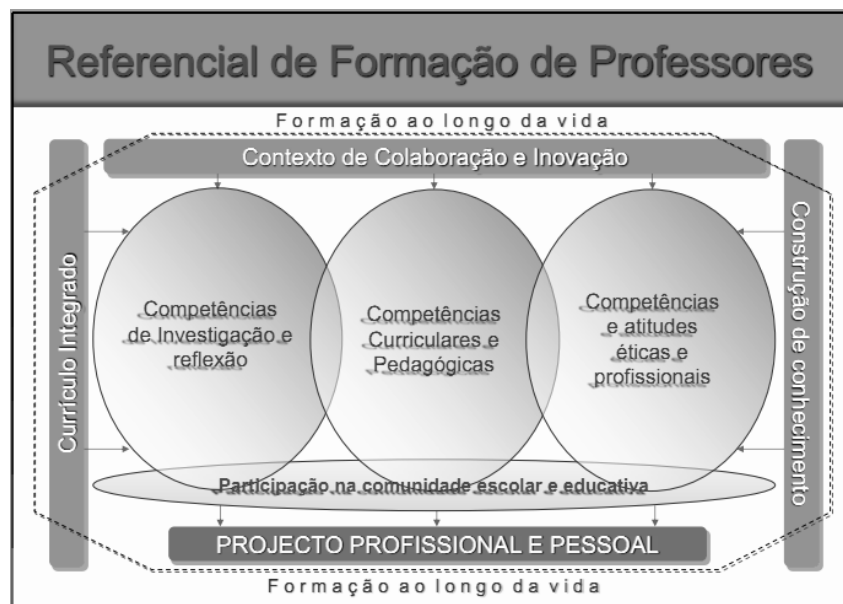 Referencial de Formação de Professores
Formação ao longo da vida
Contexto de Colaboração e Inovação
Currículo Integrado
Competências
de Investigação e
reflexão
Competências
Curriculares e
Pedagógicas
Competências
e atitudes
éticas e
profissionais
Construção de conhecimento
Participação na comunidade escolar e educativa
PROJECTO PROFISSIONAL E PESSOAL
Formação ao longo da vida